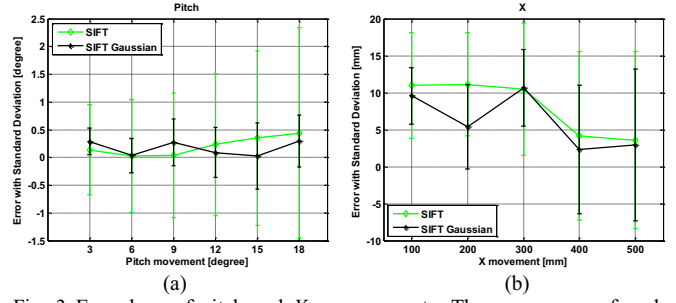 Pitch
X
2.5
2
1.5
1
0.5
0
-0.5
-1
-1.5
Error with Standard Deviation [degree]
SIFT
SIFT Gaussian
3 6 9 12 15 18
Pitch movement [degree]
20
15
10
5
0
-5
-10
Error with Standard Deviation [mm]
SIFT
SIFT Gaussian
100 200 300 400 500
X movement [mm]
(a)
(b)